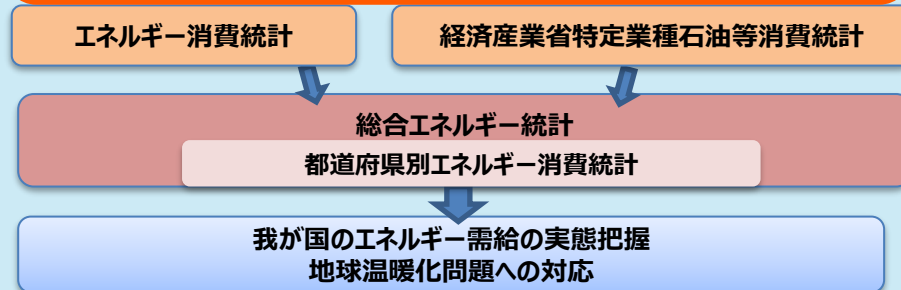 エネルギー消費統計
経済産業省特定業種石油等消費統計
総合エネルギー統計
都道府県別エネルギー消費統計
我が国のエネルギー需給の実態把握
地球温暖化問題への対応